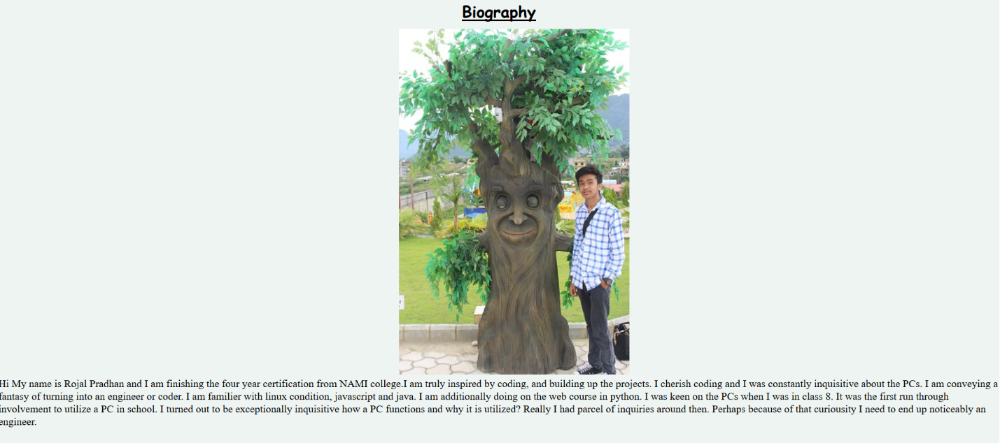 Biography
Hi My name is Rojal Pradhan and I am finishing the four year certification from NAMI college.I am truly inspired by coding, and building up the projects. I cherish coding and I was constantly inquisitive about the PCs. I am conveying a
fantasy of turning into an engineer or coder. I am familier with linux condition, javascript and java. I am additionally doing on the web course in python. I was keen on the PCs when I was in class 8. It was the first run through
involvement to utilize a PC in school. I turned out to be exceptionally inquisitive how a PC functions and why it is utilized? Really I had parcel of inquiries around then. Perhaps because of that curiousity I need to end up noticeably an
engineer.